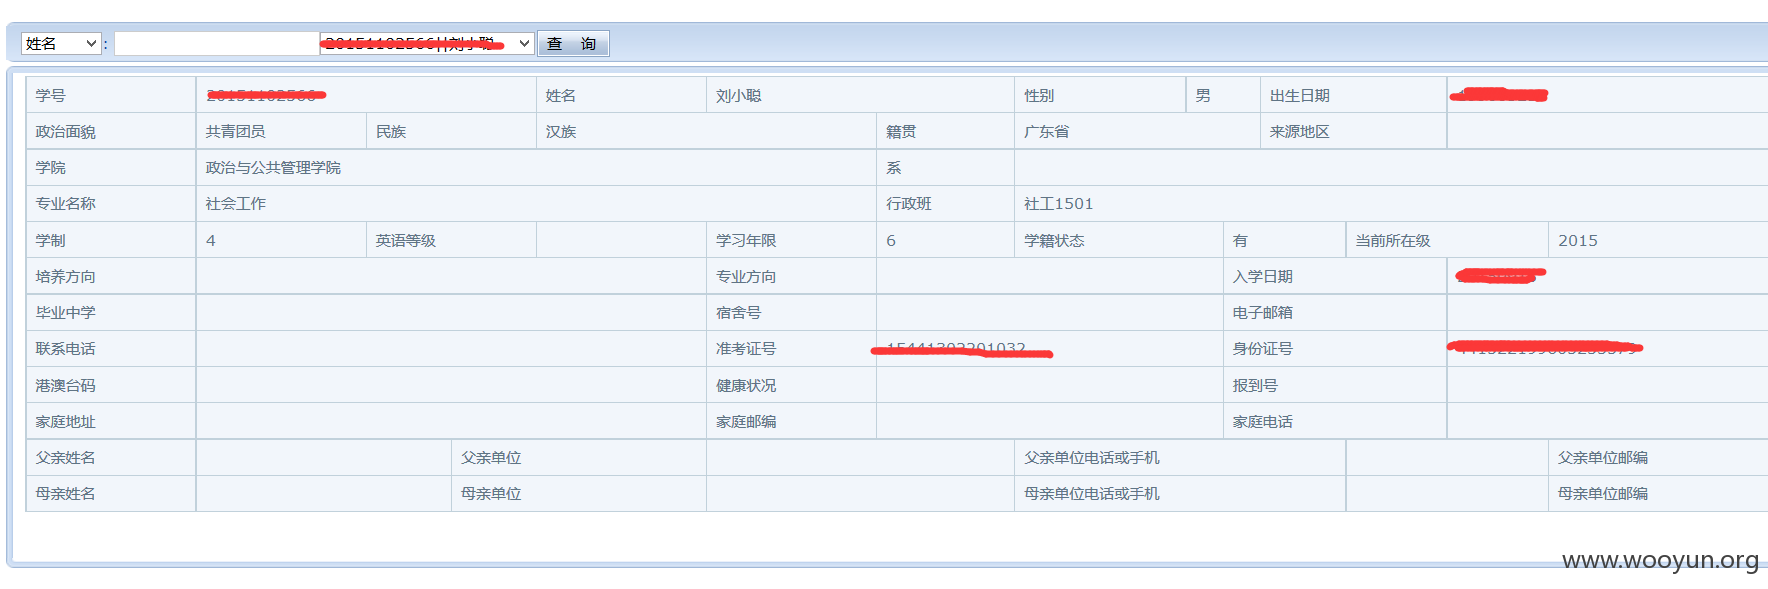 姓名 : 查 询
学号 姓名 刘小聪 性别 男 出生日期
政治面貌 共青团员 民族 汉族 籍贯 广东省 来源地区
学院 政治与公共管理学院 系
专业名称 社会工作 行政班 社工1501
学制 4 英语等级 学习年限 6 学籍状态 有 当前所在级 2015
培养方向 专业方向 入学日期
毕业中学 宿舍号 电子邮箱
联系电话 准考证号 身份证号
港澳台码 健康状况 报到号
家庭地址 家庭邮编 家庭电话
父亲姓名 父亲单位 父亲单位电话或手机 父亲单位邮编
母亲姓名 母亲单位 母亲单位电话或手机 母亲单位邮编
www.wooyun.org